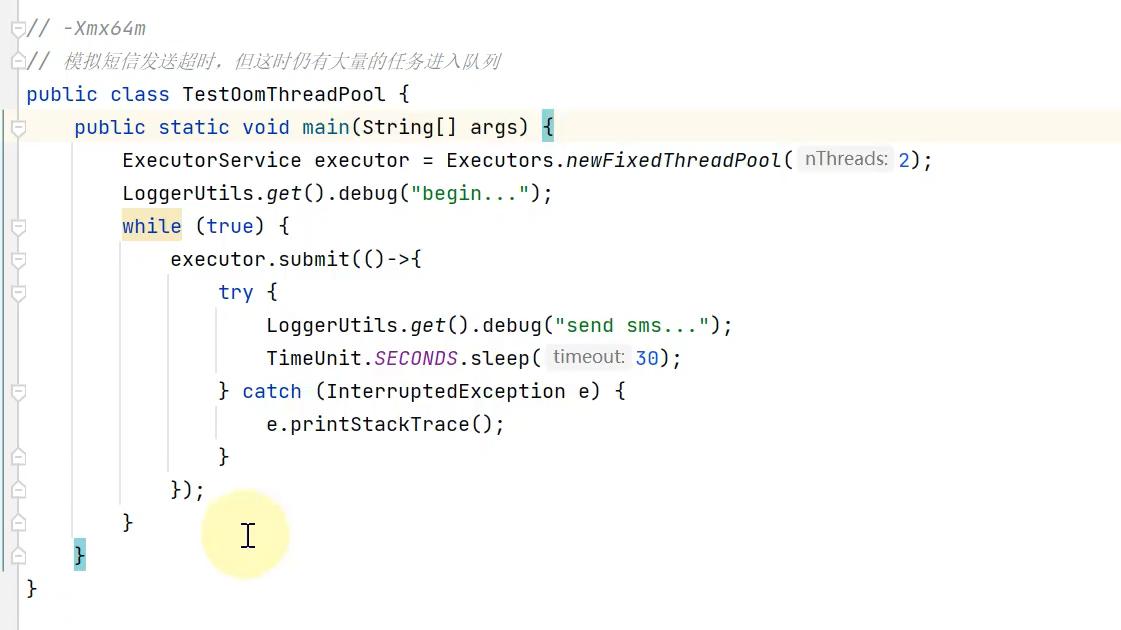 // -Xmx64m
// 模拟短信发送超时，但这时仍有大量的任务进入队列
public class TestOomThreadPool {
    public static void main(String[] args) {
        ExecutorService executor = Executors.newFixedThreadPool( nThreads: 2);
        LoggerUtils.get().debug("begin...");
        while (true) {
            executor.submit(()->{
                try {
                    LoggerUtils.get().debug("send sms...");
                    TimeUnit.SECONDS.sleep( timeout: 30);
                } catch (InterruptedException e) {
                    e.printStackTrace();
                }
            });
        }
    }
}